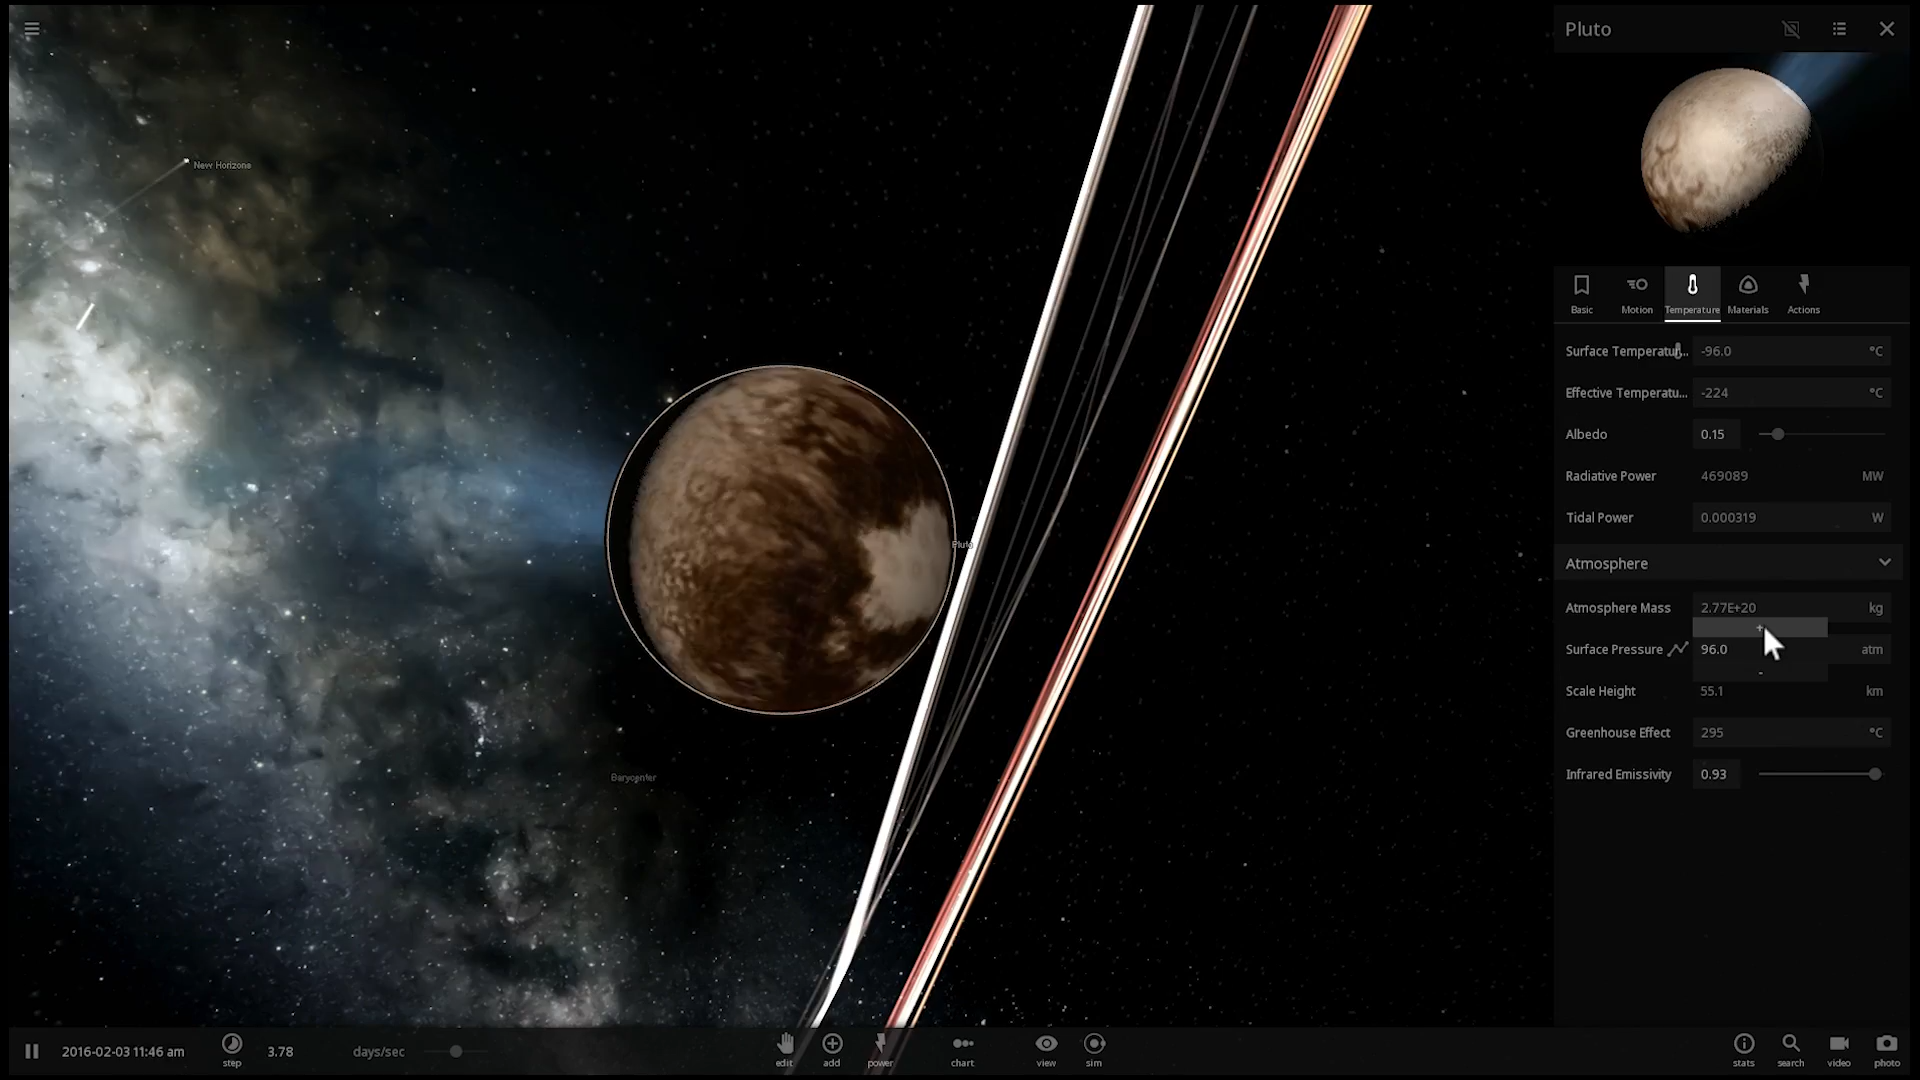 Pluto
New Horizons
Basic
Motion
Temperature
Materials
Actions
Surface Temperatur... -96.0 °C
Effective Temperatu... -224 °C
Albedo 0.15
Radiative Power 469089 MW
Tidal Power 0.000319 W
Pluto
Atmosphere
Atmosphere Mass 2.77E+20 kg
+
Surface Pressure 96.0 atm
-
Scale Height 55.1 km
Greenhouse Effect 295 °C
Infrared Emissivity 0.93
Barycenter
2016-02-03 11:46 am
step
3.78 days/sec
edit
add
power
chart
view
sim
stats
search
video
photo